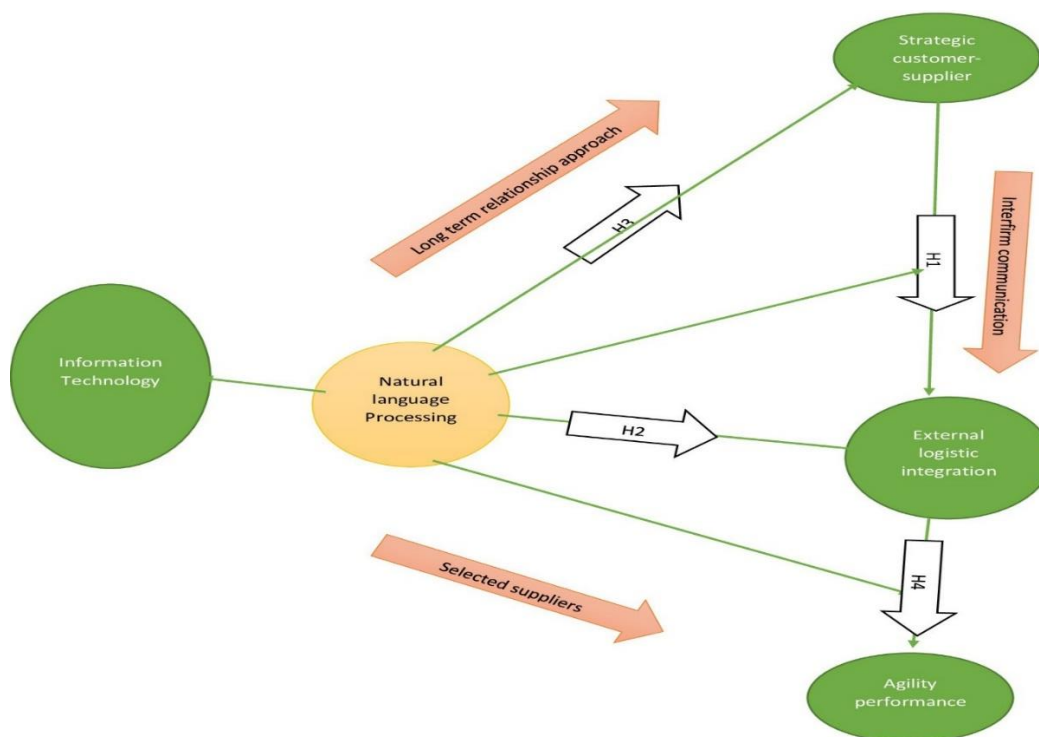 Strategic
customer-
supplier
Long term relationship approach
H3
Interfirm communication
H1
Information
Technology
Natural
language
Processing
H2
External
logistic
integration
Selected suppliers
H4
Agility
performance